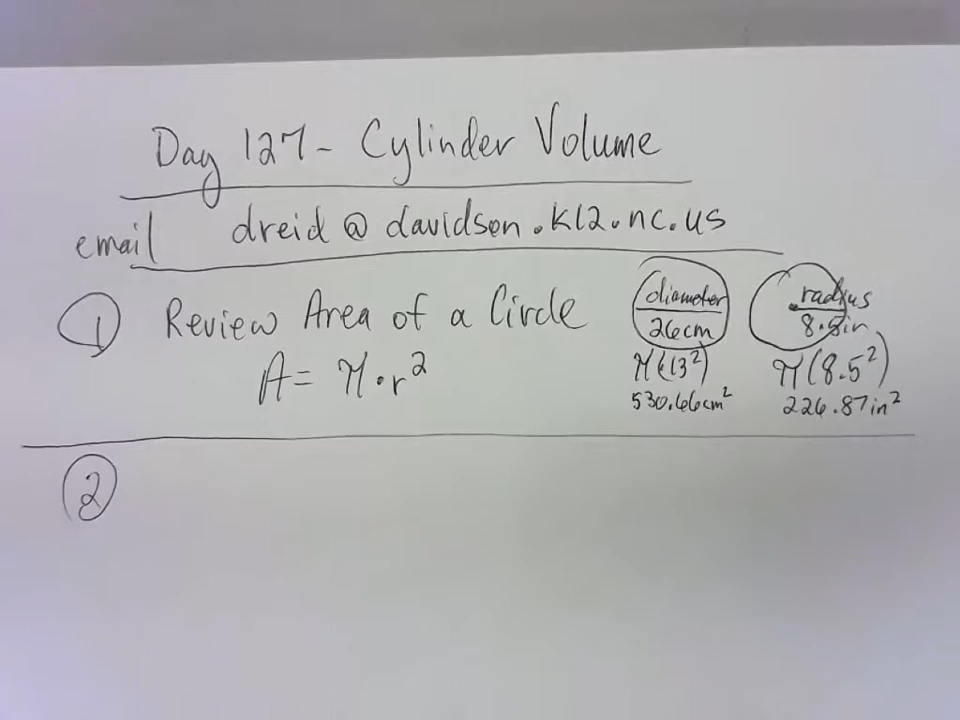 Day 127- Cylinder Volume
email dreid@davidson.k12.nc.us
1 Review Area of a Circle
A = π·r²
diameter
26cm
π(13²)
530.66cm²
radius
8.5in
π(8.5²)
226.87in²
2